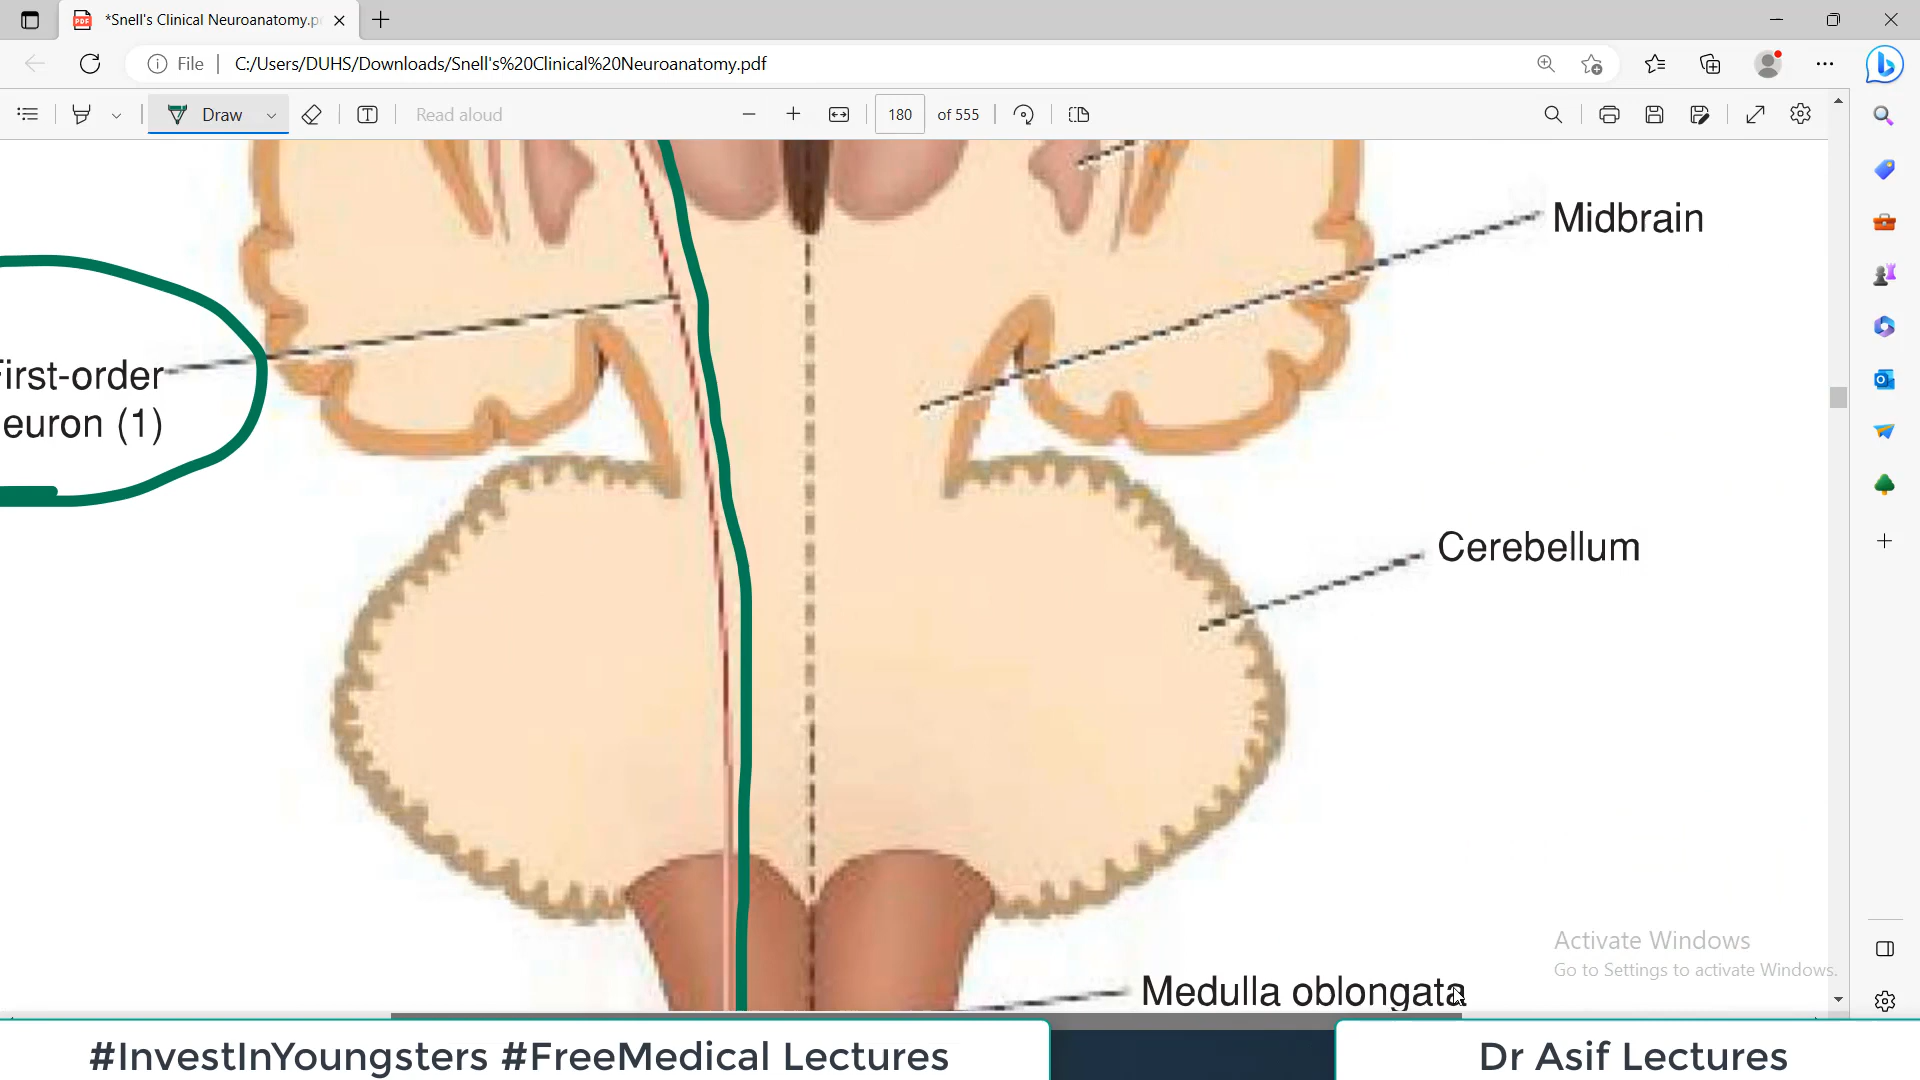 *Snell's Clinical Neuroanatomy.p
File
C:/Users/DUHS/Downloads/Snell's%20Clinical%20Neuroanatomy.pdf
Draw
Read aloud
180
of 555
Midbrain
First-order
euron (1)
Cerebellum
Medulla oblongata
Activate Windows
Go to Settings to activate Windows.
#InvestInYoungsters #FreeMedical Lectures
Dr Asif Lectures